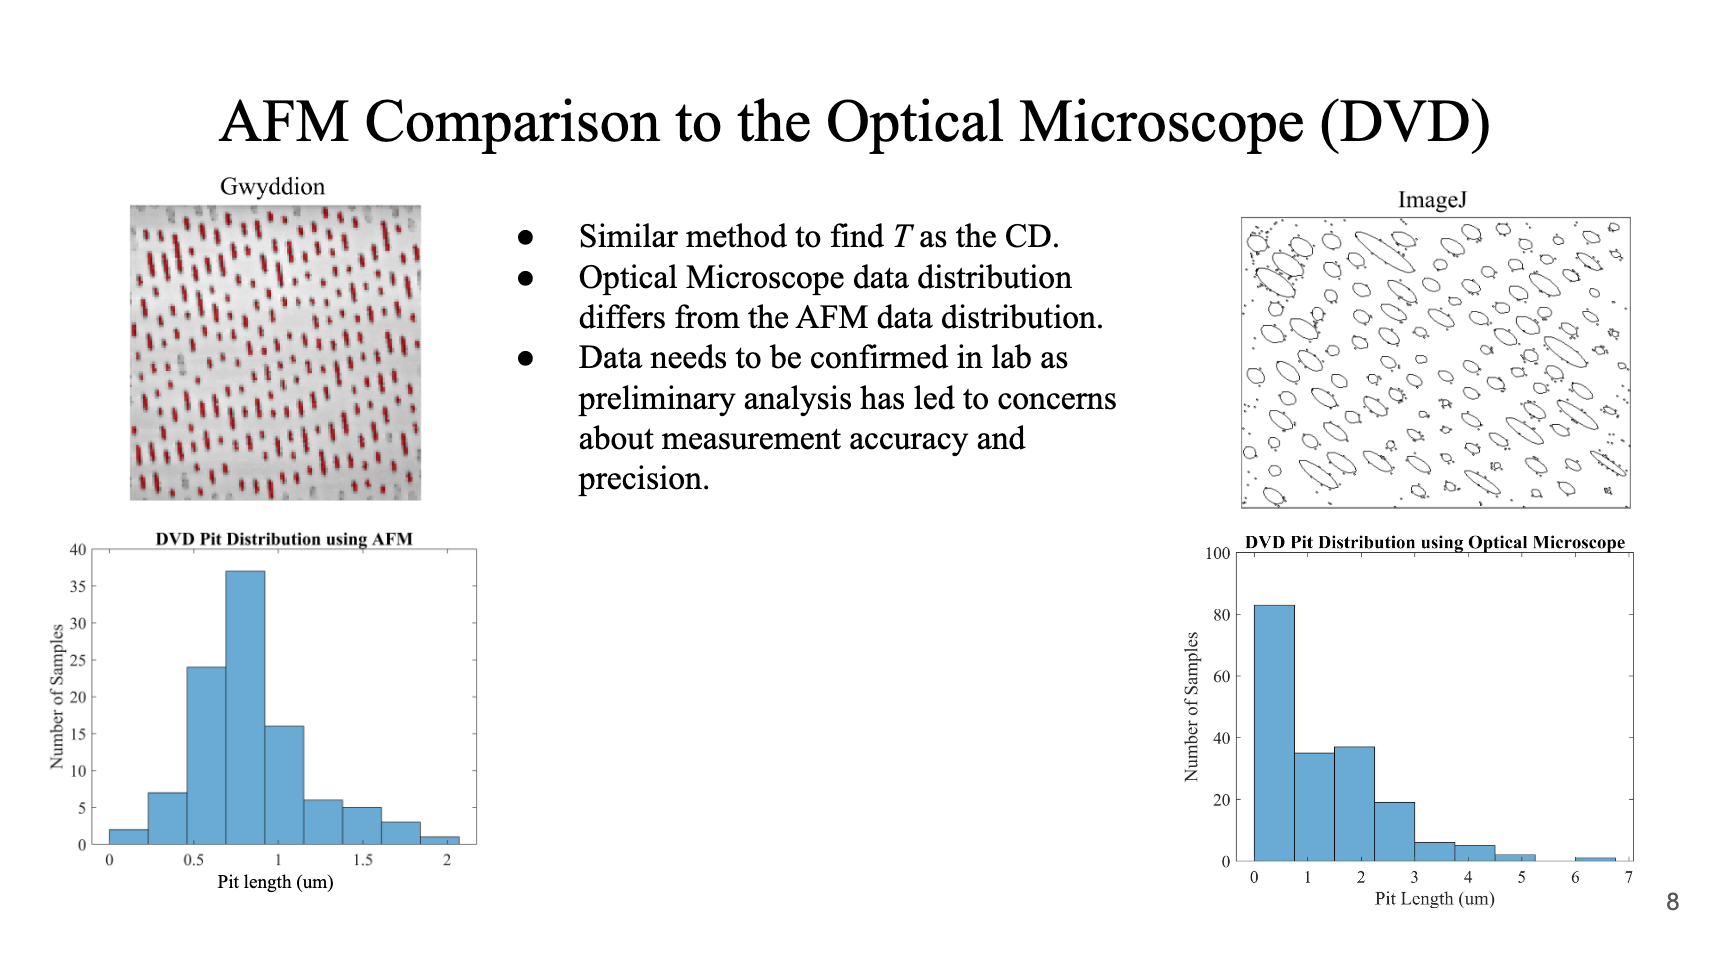 AFM Comparison to the Optical Microscope (DVD)
Gwyddion
● Similar method to find T as the CD.
● Optical Microscope data distribution
differs from the AFM data distribution.
● Data needs to be confirmed in lab as
preliminary analysis has led to concerns
about measurement accuracy and
precision.
ImageJ
DVD Pit Distribution using AFM
40
35
30
25
20
15
10
5
0
Number of Samples
0 0.5 1 1.5 2
Pit length (um)
DVD Pit Distribution using Optical Microscope
100
80
60
40
20
0
Number of Samples
0 1 2 3 4 5 6 7
Pit Length (um)
8